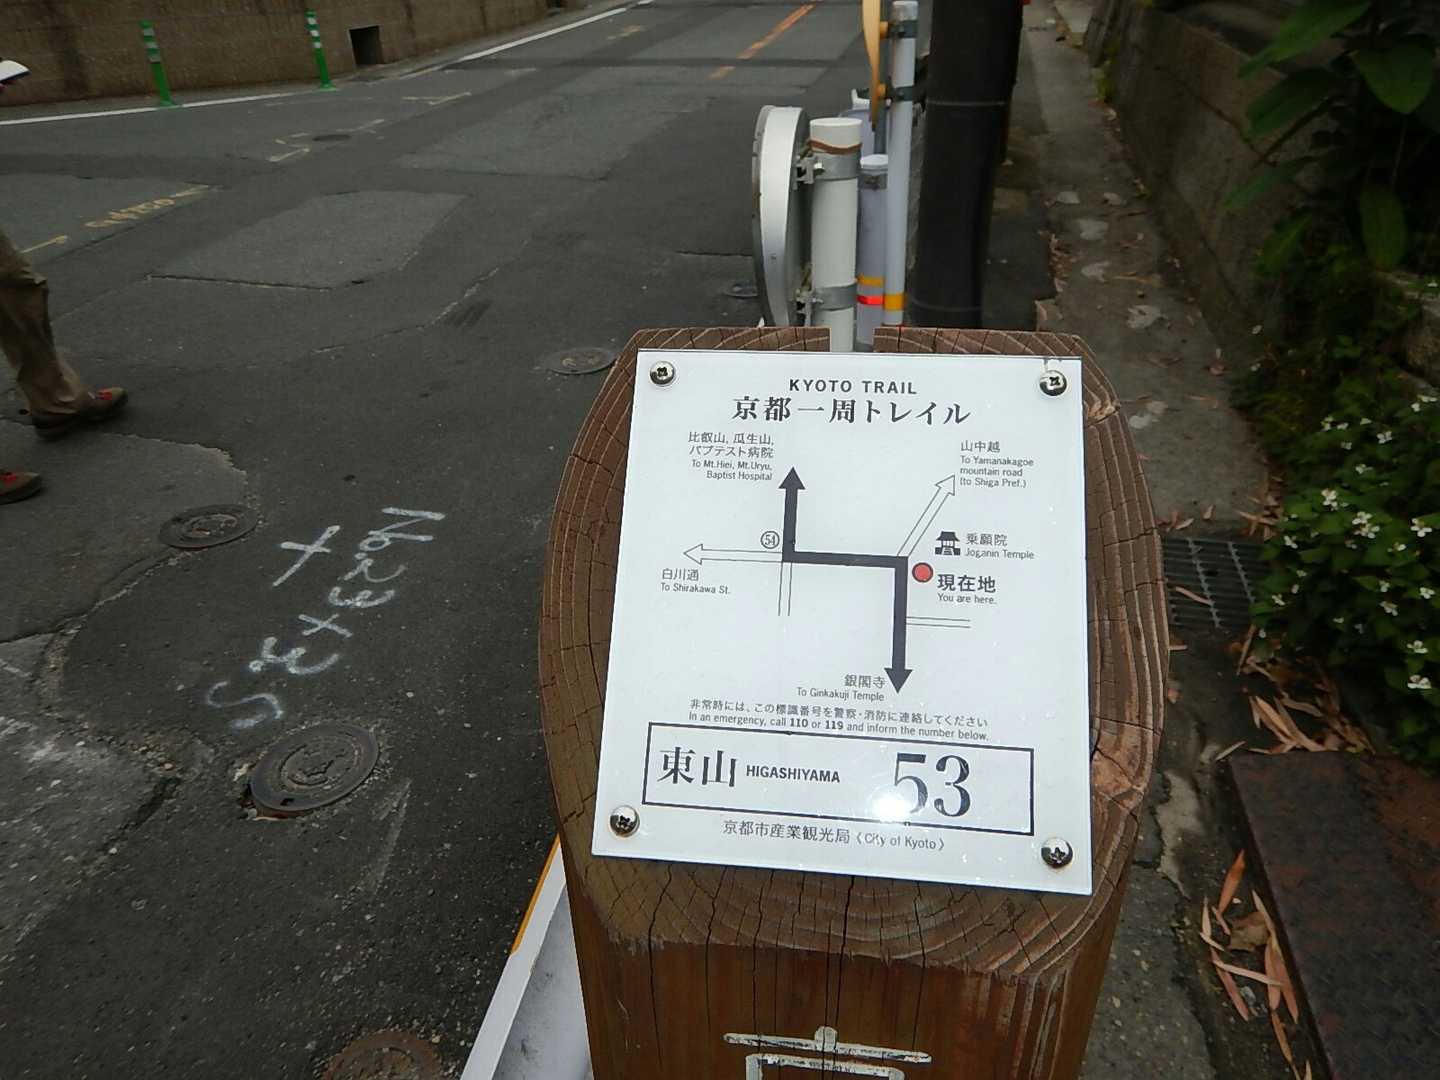 KYOTO TRAIL
京都一周トレイル
比叡山, 瓜生山,
バプテスト病院
To Mt.Hiei, Mt.Uryu,
Baptist Hospital
山中越
To Yamanakagoe
mountain road
(to Shiga Pref.)
54
乗願院
Joganin Temple
白川通
To Shirakawa St.
現在地
You are here.
銀閣寺
To Ginkakuji Temple
非常時には、この標識番号を警察・消防に連絡してください
In an emergency, call 110 or 119 and inform the number below.
東山 HIGASHIYAMA 53
京都市産業観光局 (City of Kyoto)